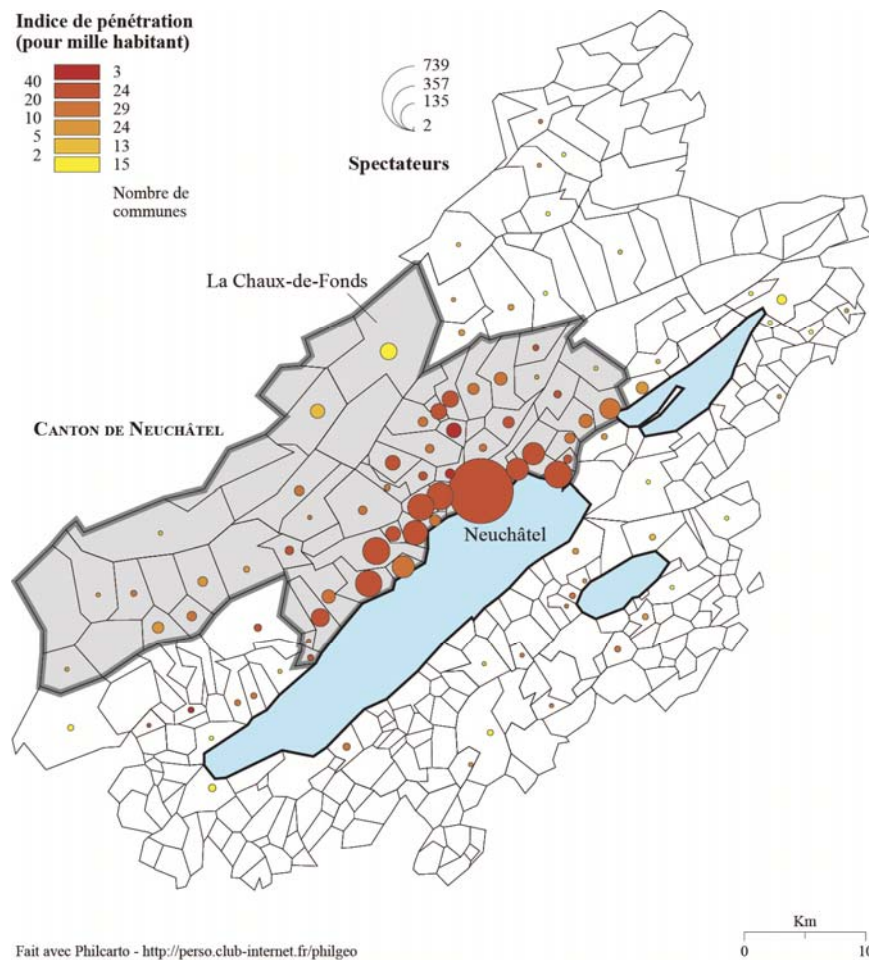 Indice de pénétration
(pour mille habitant)
3
40
24
20
29
10
24
5
13
2
15
Nombre de
communes
739
357
135
2
Spectateurs
La Chaux-de-Fonds
CANTON DE NEUCHÂTEL
Neuchâtel
Km
0
10
Fait avec Philcarto - http://perso.club-internet.fr/philgeo